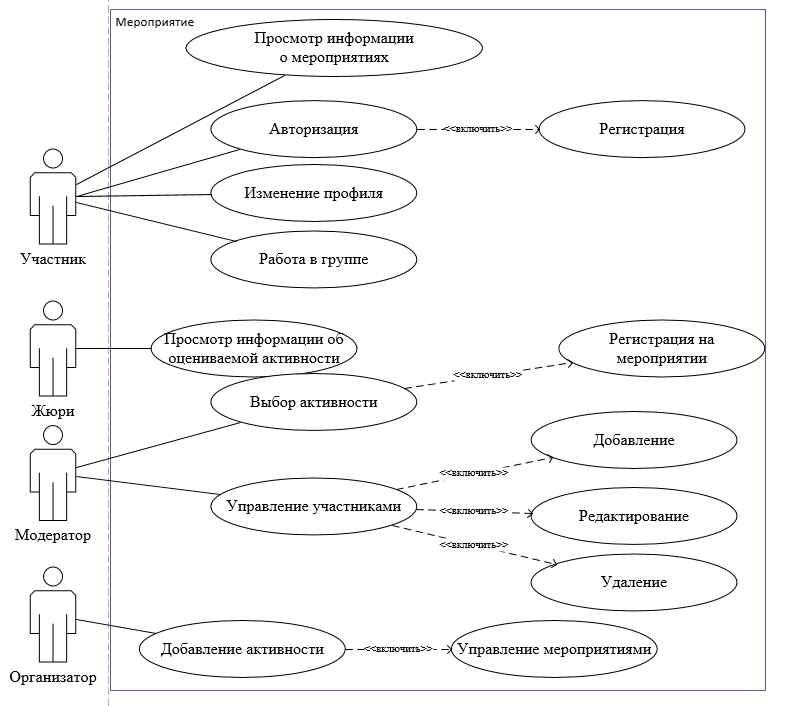 Мероприятие
Просмотр информации
о мероприятиях
Авторизация
<<включить>>
Регистрация
Изменение профиля
Работа в группе
Участник
Просмотр информации об
оцениваемой активности
Регистрация на
мероприятии
<<включить>>
Жюри
Выбор активности
Добавление
<<включить>>
Управление участниками
<<включить>>
Редактирование
<<включить>>
Модератор
Удаление
Добавление активности
<<включить>>
Управление мероприятиями
Организатор